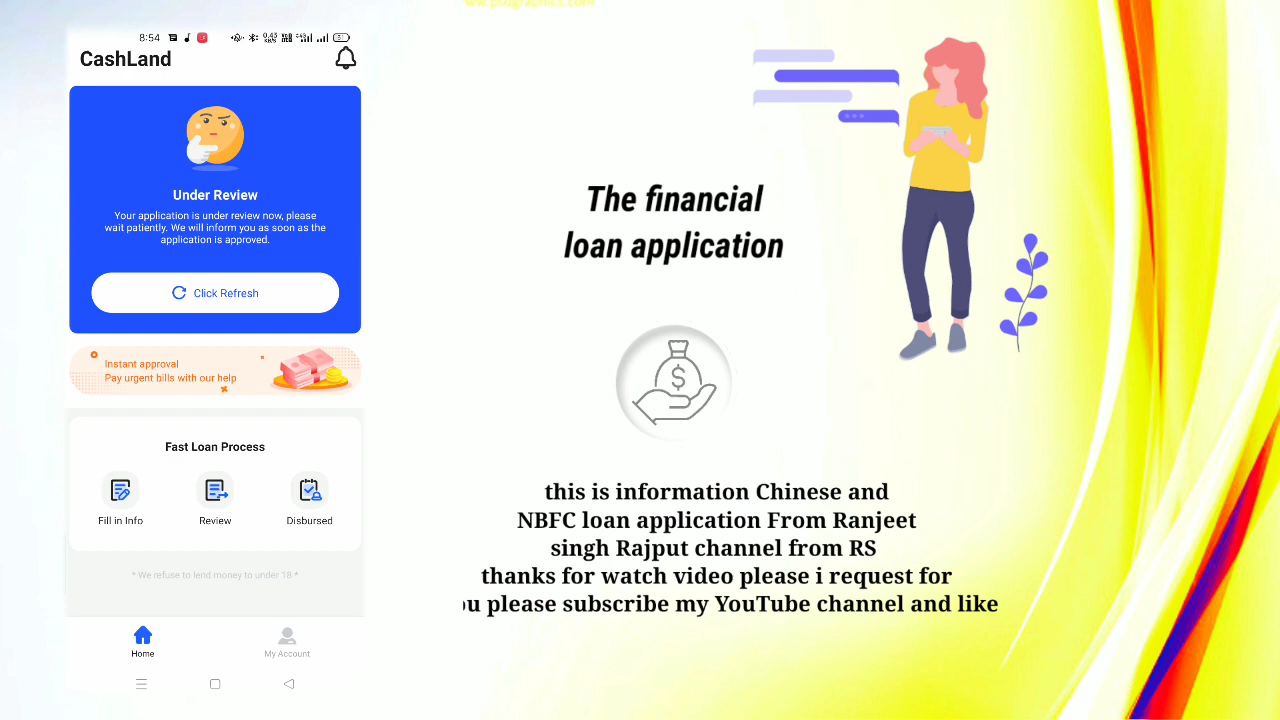 www.psdgraphics.com
8:54
CashLand
Under Review
Your application is under review now, please
wait patiently. We will inform you as soon as the
application is approved.
Click Refresh
Instant approval
Pay urgent bills with our help
Fast Loan Process
Fill in Info
Review
Disbursed
* We refuse to lend money to under 18 *
Home
My Account
The financial
loan application
$
this is information Chinese and
NBFC loan application From Ranjeet
singh Rajput channel from RS
thanks for watch video please i request for
ou please subscribe my YouTube channel and like